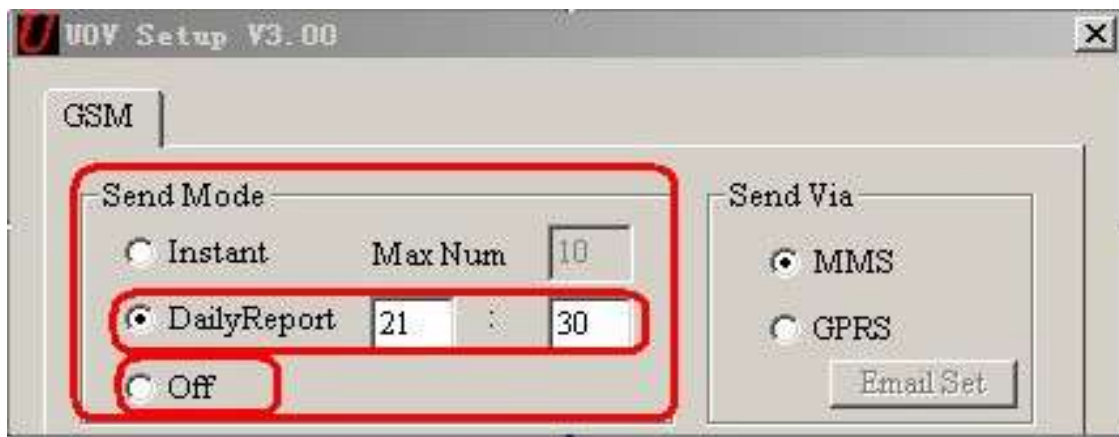 UOV Setup V3.00
GSM
Send Mode
Instant Max Num 10
DailyReport 21 : 30
Off
Send Via
MMS
GPRS
Email Set